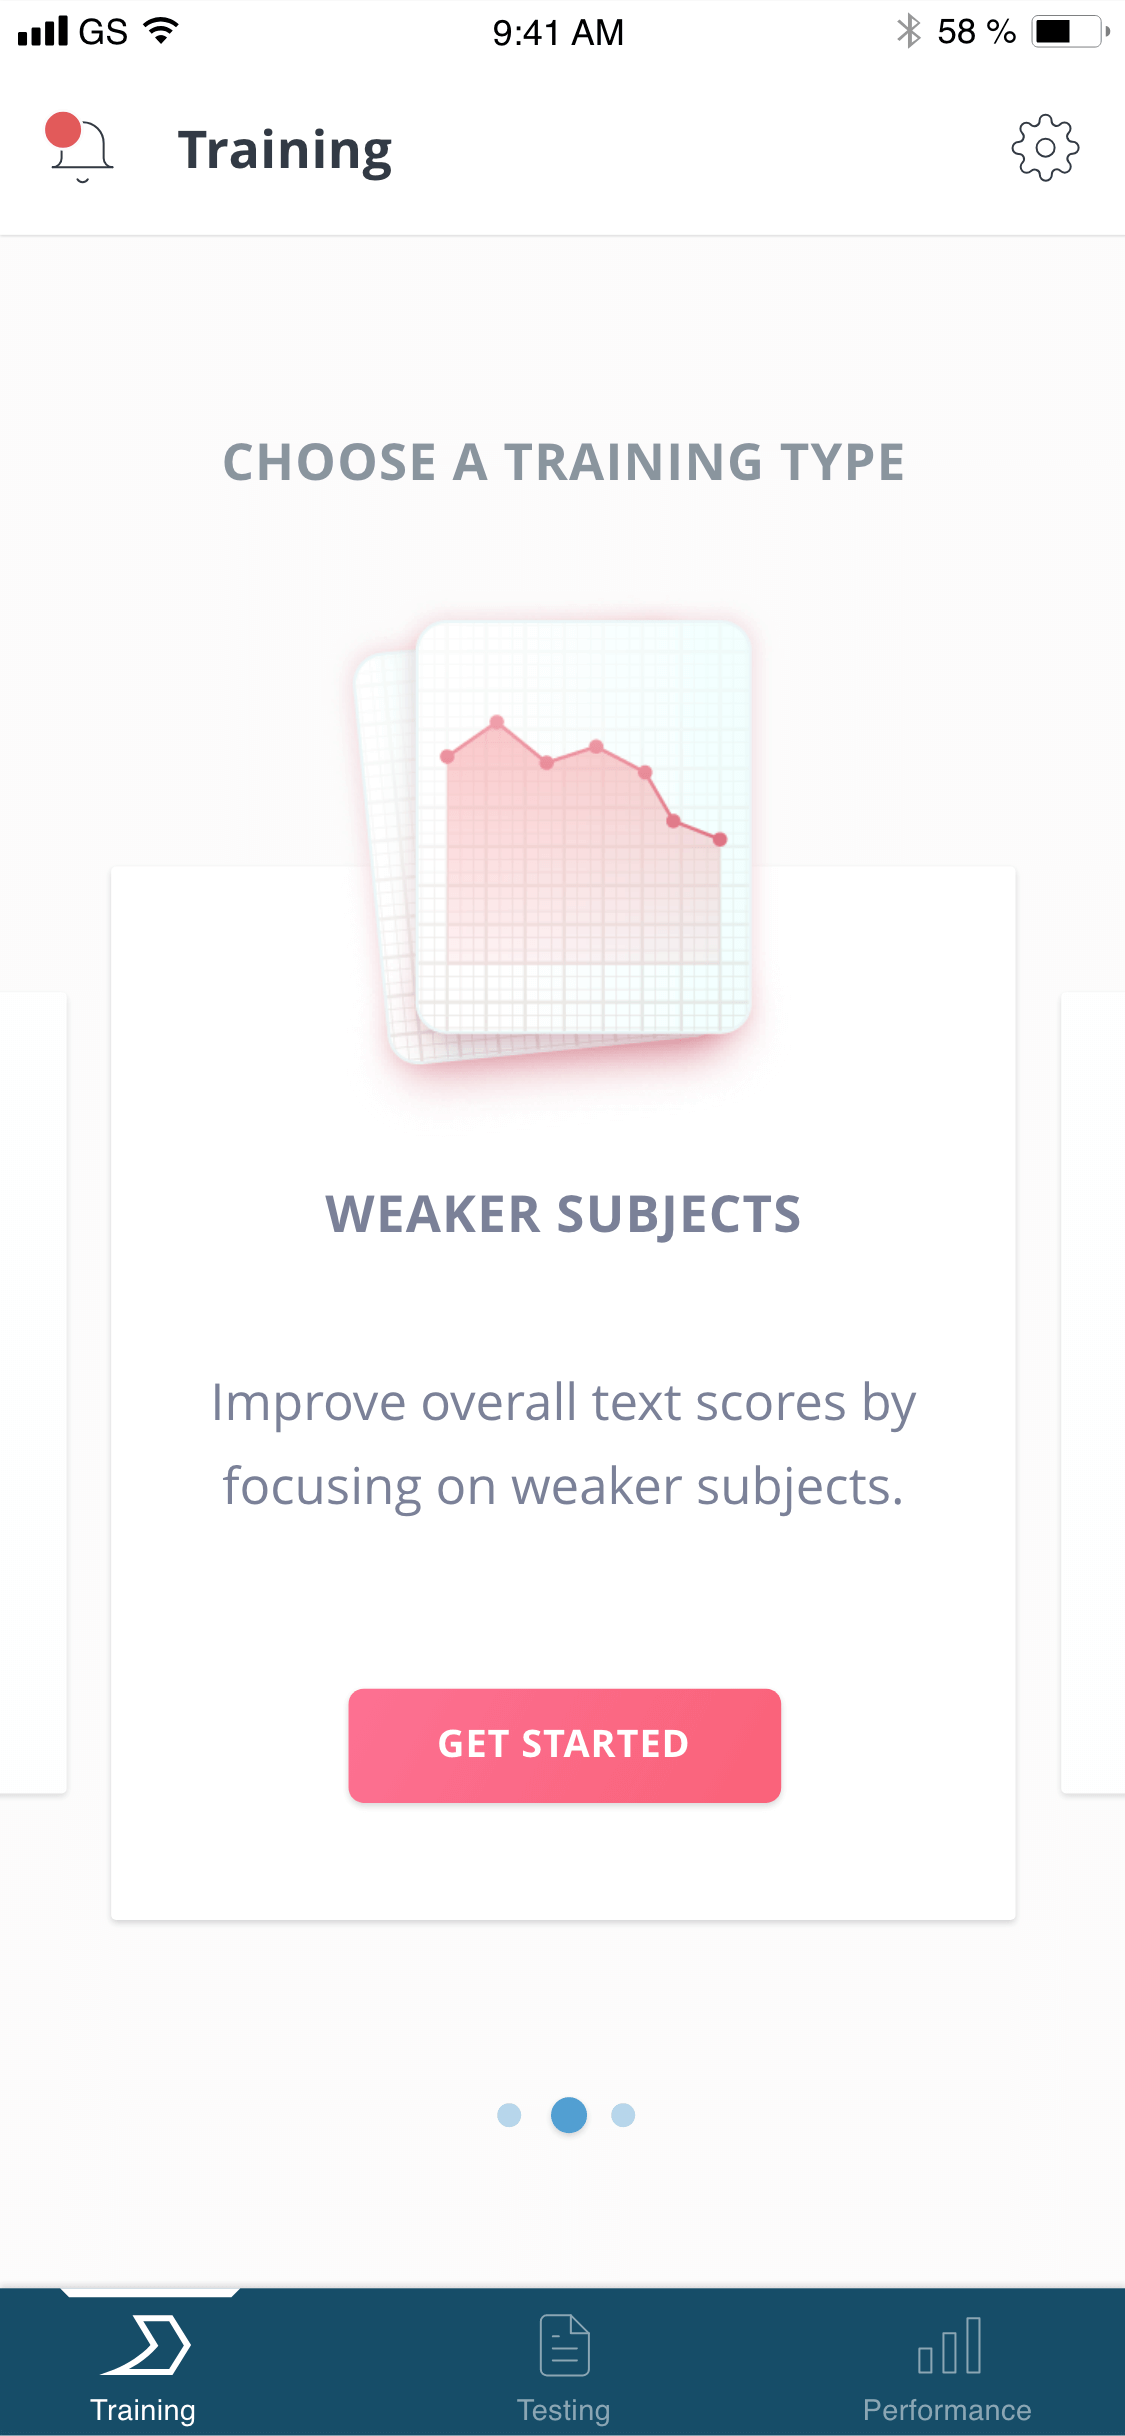 GS
9:41 AM
58 %
Training
CHOOSE A TRAINING TYPE
WEAKER SUBJECTS
Improve overall text scores by
focusing on weaker subjects.
GET STARTED
Training
Testing
Performance